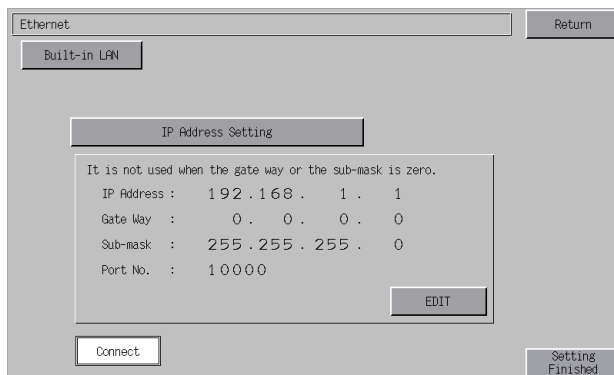 Ethernet
Return
Built-in LAN
IP Address Setting
It is not used when the gate way or the sub-mask is zero.
IP Address : 192.168. 1. 1
Gate Way : 0. 0. 0. 0
Sub-mask : 255.255.255. 0
Port No. : 10000
EDIT
Connect
Setting
Finished